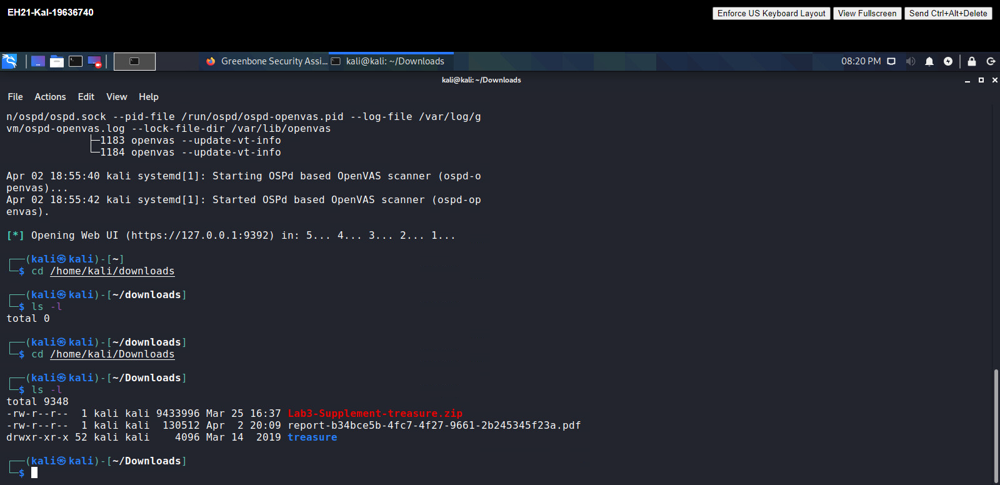 EH21-Kal-19636740
Enforce US Keyboard Layout View Fullscreen Send Ctrl+Alt+Delete
Greenbone Security Assi... kali@kali: ~/Downloads 08:20 PM
kali@kali: ~/Downloads
File Actions Edit View Help
n/ospd/ospd.sock --pid-file /run/ospd/ospd-openvas.pid --log-file /var/log/g
vm/ospd-openvas.log --lock-file-dir /var/lib/openvas
├─1183 openvas --update-vt-info
└─1184 openvas --update-vt-info
Apr 02 18:55:40 kali systemd[1]: Starting OSPd based OpenVAS scanner (ospd-o
penvas)...
Apr 02 18:55:42 kali systemd[1]: Started OSPd based OpenVAS scanner (ospd-op
envas).
[*] Opening Web UI (https://127.0.0.1:9392) in: 5... 4... 3... 2... 1...
┌──(kali㉿kali)-[~]
└─$ cd /home/kali/downloads
┌──(kali㉿kali)-[~/downloads]
└─$ ls -l
total 0
┌──(kali㉿kali)-[~/downloads]
└─$ cd /home/kali/Downloads
┌──(kali㉿kali)-[~/Downloads]
└─$ ls -l
total 9348
-rw-r--r-- 1 kali kali 9433996 Mar 25 16:37 Lab3-Supplement-treasure.zip
-rw-r--r-- 1 kali kali 130512 Apr 2 20:09 report-b34bce5b-4fc7-4f27-9661-2b245345f23a.pdf
drwxr-xr-x 52 kali kali 4096 Mar 14 2019 treasure
┌──(kali㉿kali)-[~/Downloads]
└─$